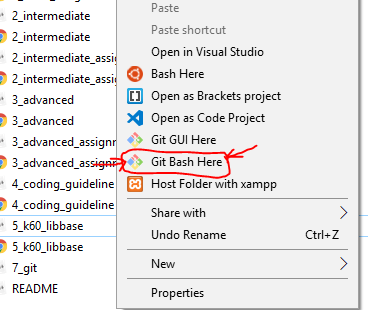 2_intermediate
2_intermediate
2_intermediate_assig
2_intermediate_assig
3_advanced
3_advanced
3_advanced_assignn
3_advanced_assign
4_coding_guideline
4_coding_guideline
5_k60_libbase
5_k60_libbase
7_git
README
Paste
Paste shortcut
Open in Visual Studio
Bash Here
Open as Brackets project
Open as Code Project
Git GUI Here
Git Bash Here
Host Folder with xampp
Share with
Undo Rename Ctrl+Z
New
Properties